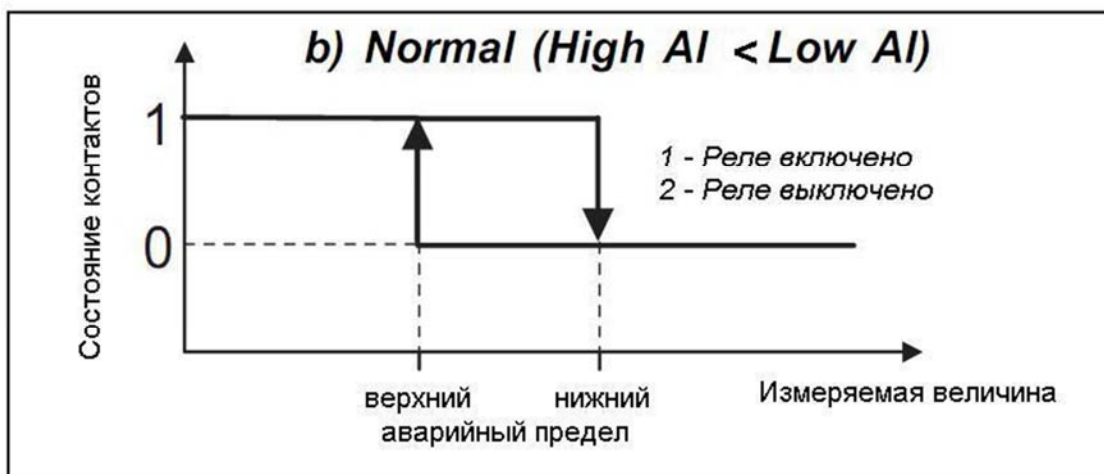 b) Normal (High Al < Low Al)
Состояние контактов
1
0
1 - Реле включено
2 - Реле выключено
верхний нижний
аварийный предел
Измеряемая величина